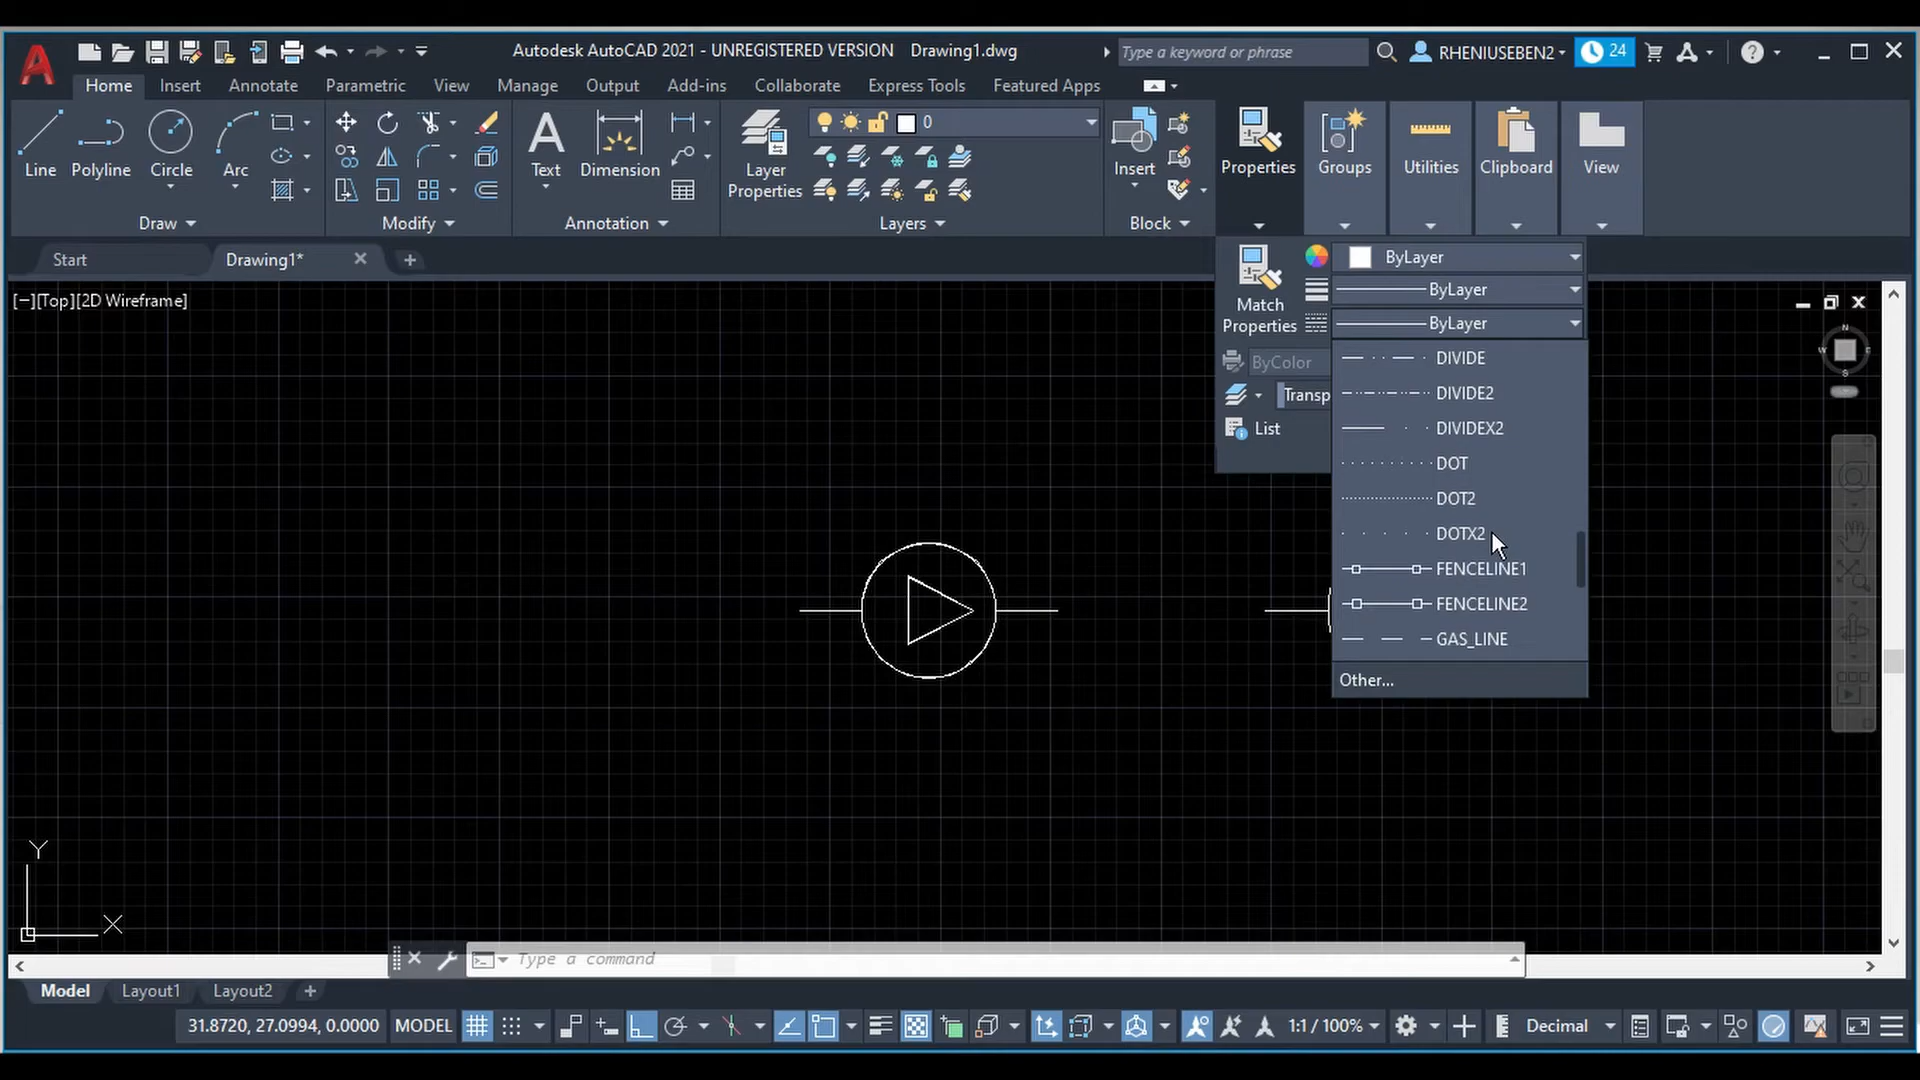 Autodesk AutoCAD 2021 - UNREGISTERED VERSION Drawing1.dwg
Type a keyword or phrase
RHENIUSEBEN2
24
Home Insert Annotate Parametric View Manage Output Add-ins Collaborate Express Tools Featured Apps
0
Line Polyline Circle Arc
Text Dimension
Layer Properties
Insert
Properties Groups Utilities Clipboard View
Draw Modify Annotation Layers Block
Start Drawing1*
ByLayer
[−][Top][2D Wireframe]
ByLayer
Match Properties
ByLayer
ByColor
Transp
List
DIVIDE
DIVIDE2
DIVIDEX2
DOT
DOT2
DOTX2
FENCELINE1
FENCELINE2
GAS_LINE
Other...
N
W
S
Y
X
Type a command
Model Layout1 Layout2
31.8720, 27.0994, 0.0000 MODEL 1:1 / 100% Decimal